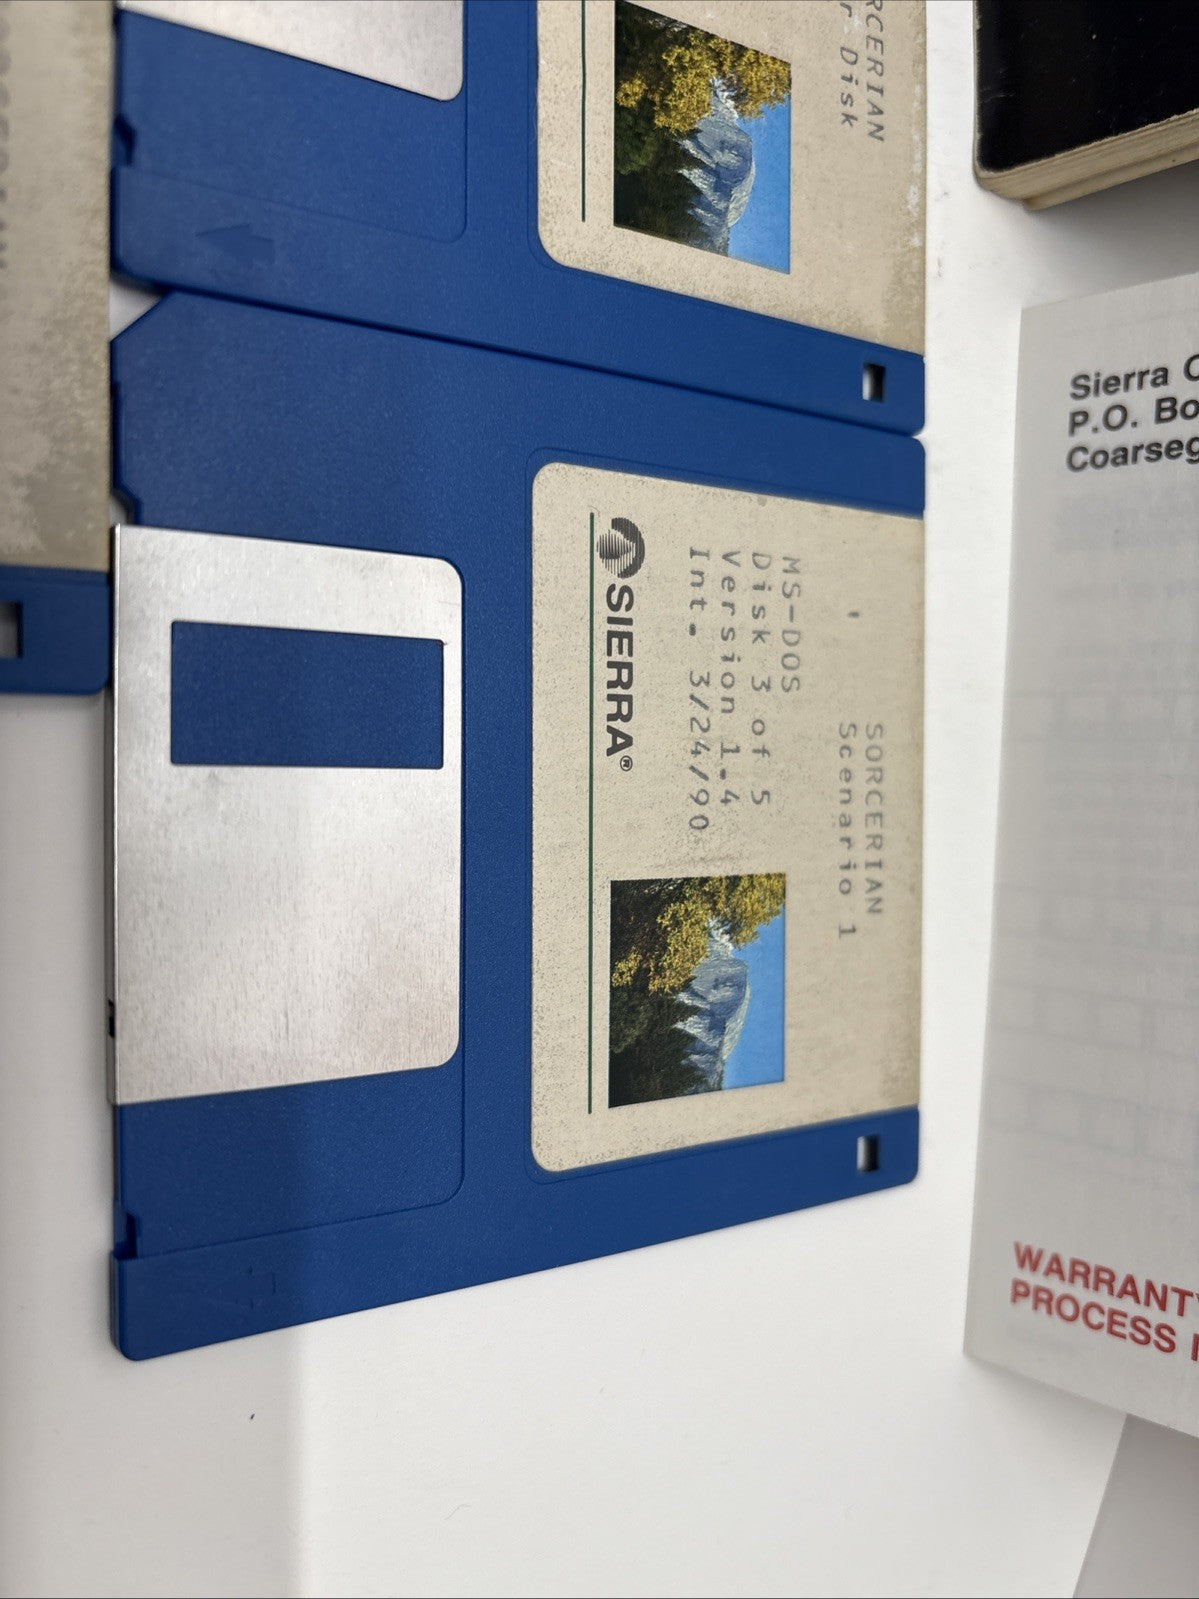 SORCERIAN
Scenario 1
MS-DOS
Disk 3 of 5
Version 1.4
Int. 3/24/90
SIERRA®
Disk
Sierra
P.O.
WARRANTY
PROCESS